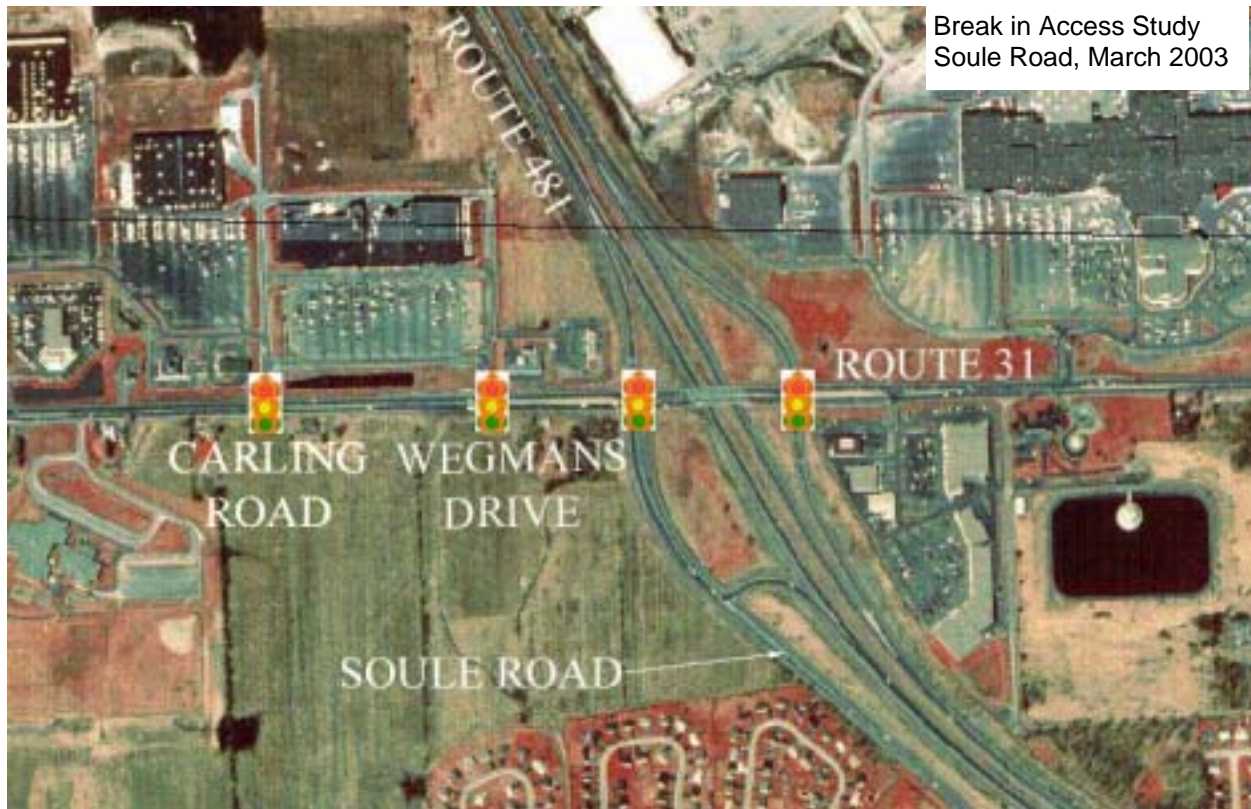 Break in Access Study
Soule Road, March 2003
ROUTE 481
ROUTE 31
CARLING
ROAD
WEGMANS
DRIVE
SOULE ROAD